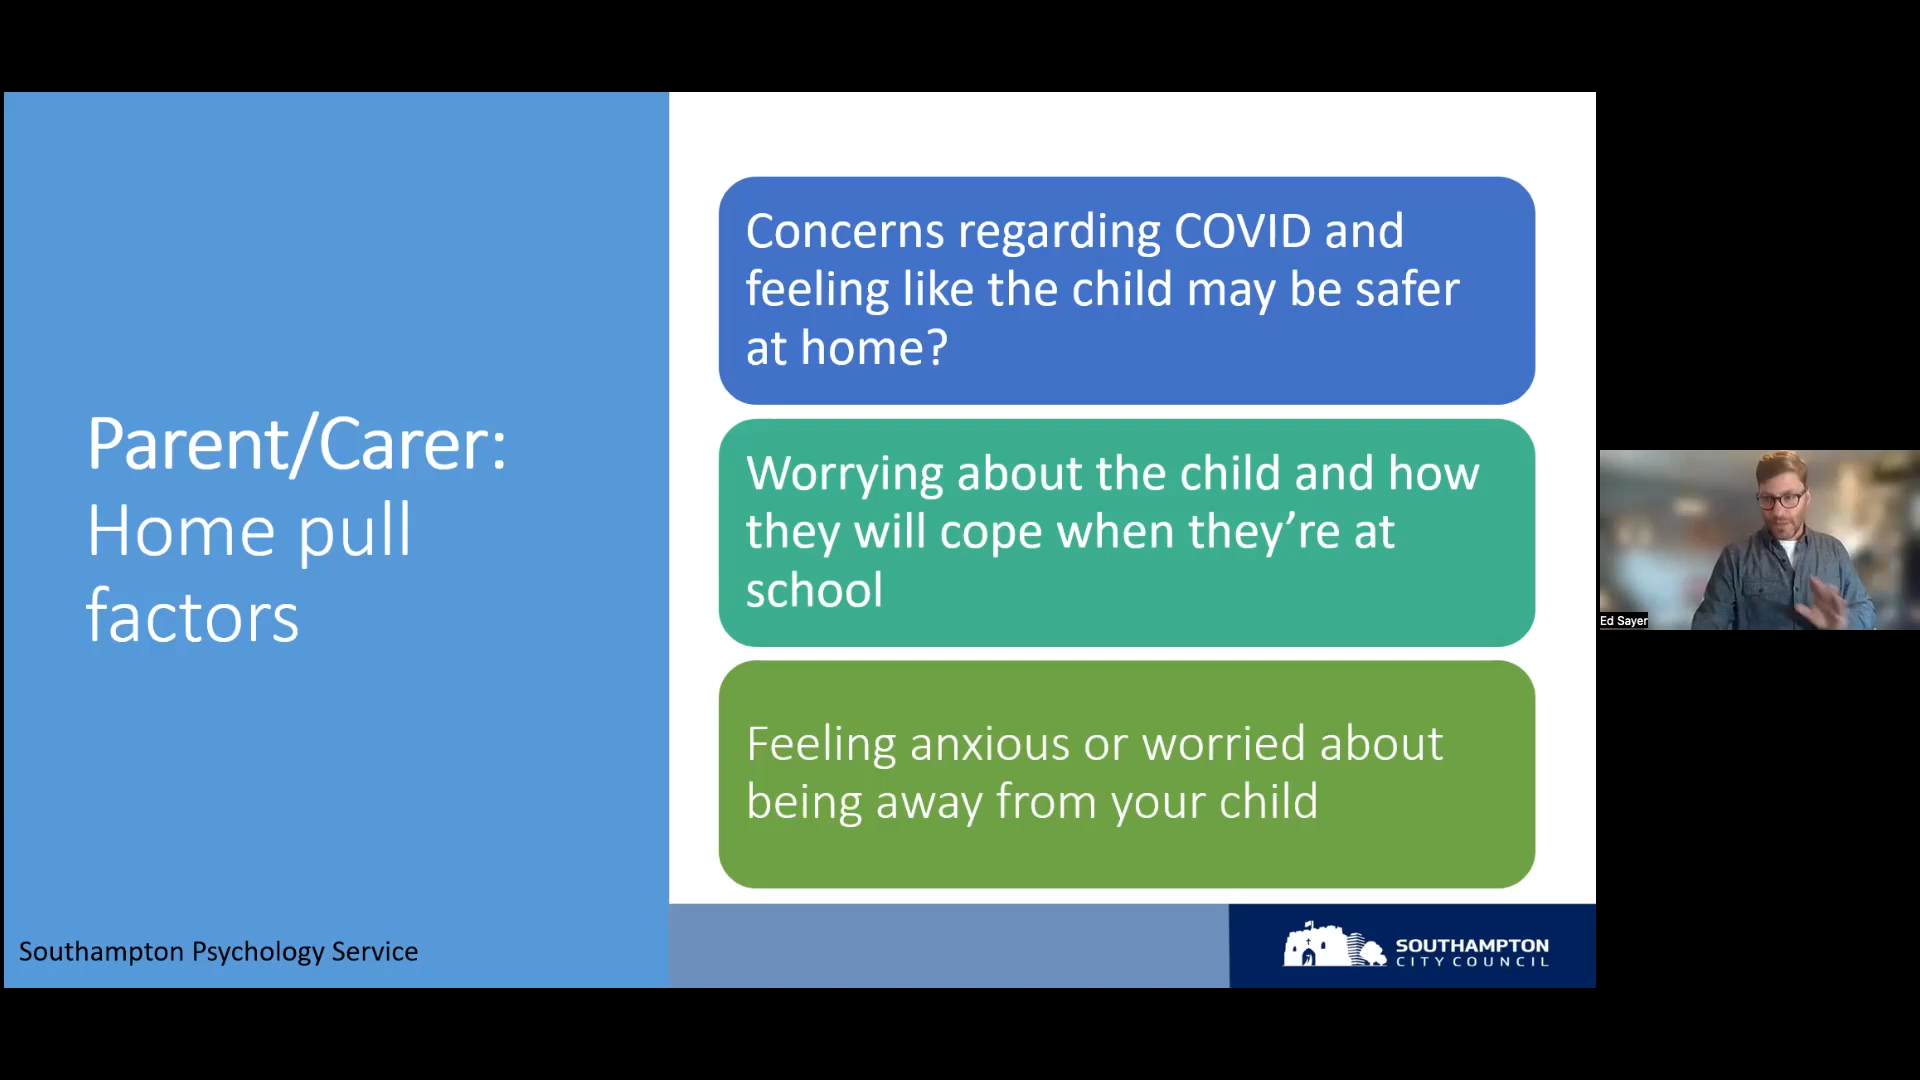 Parent/Carer:
Home pull
factors
Concerns regarding COVID and
feeling like the child may be safer
at home?
Worrying about the child and how
they will cope when they’re at
school
Feeling anxious or worried about
being away from your child
Southampton Psychology Service
SOUTHAMPTON
CITY COUNCIL
Ed Sayer